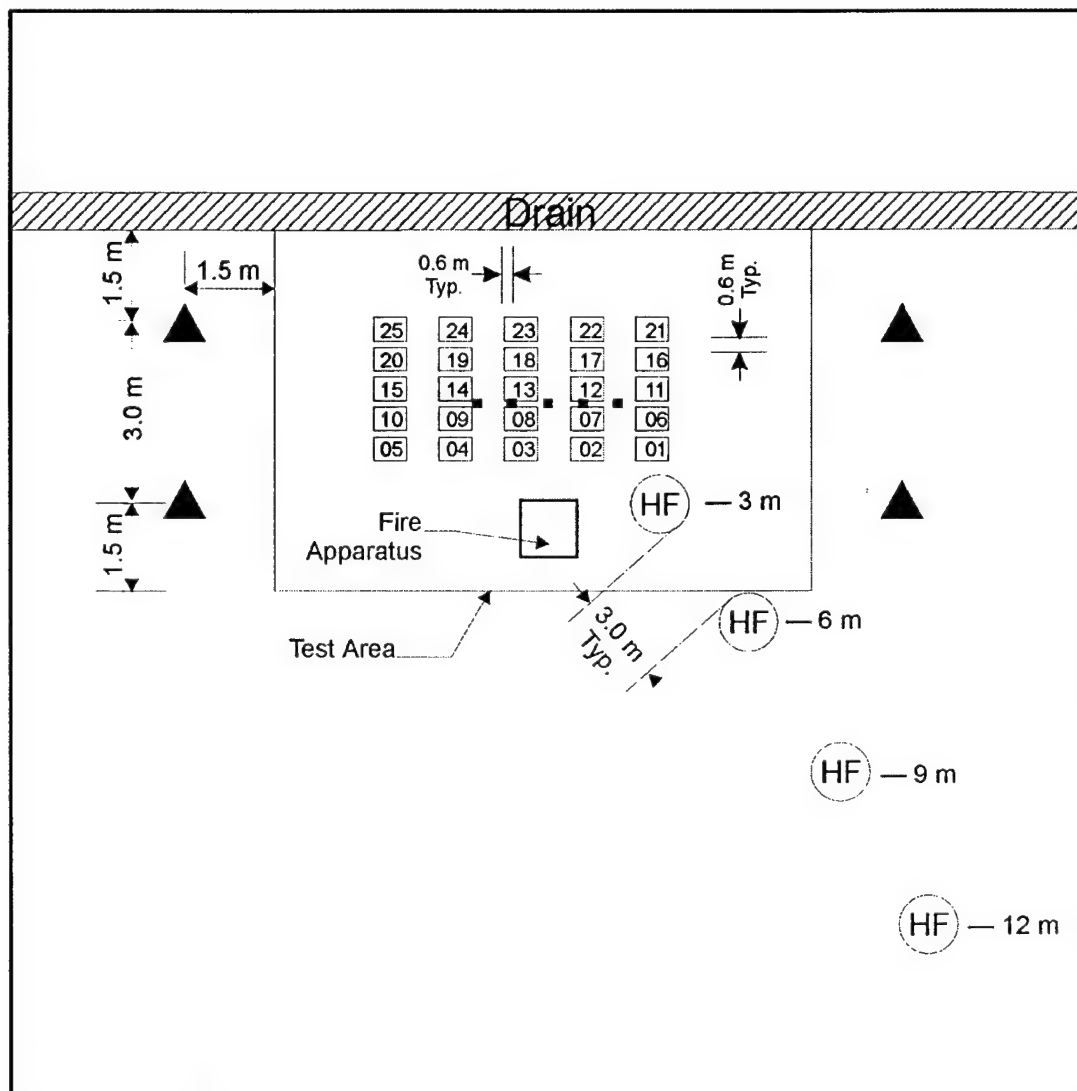 Drain
1.5 m
1.5 m
0.6 m
Typ.
0.6 m
Typ.
25 24 23 22 21
20 19 18 17 16
3.0 m
15 14 13 12 11
10 09 08 07 06
05 04 03 02 01
HF — 3 m
1.5 m
Fire
Apparatus
Test Area
3.0 m
Typ.
HF — 6 m
HF — 9 m
HF — 12 m